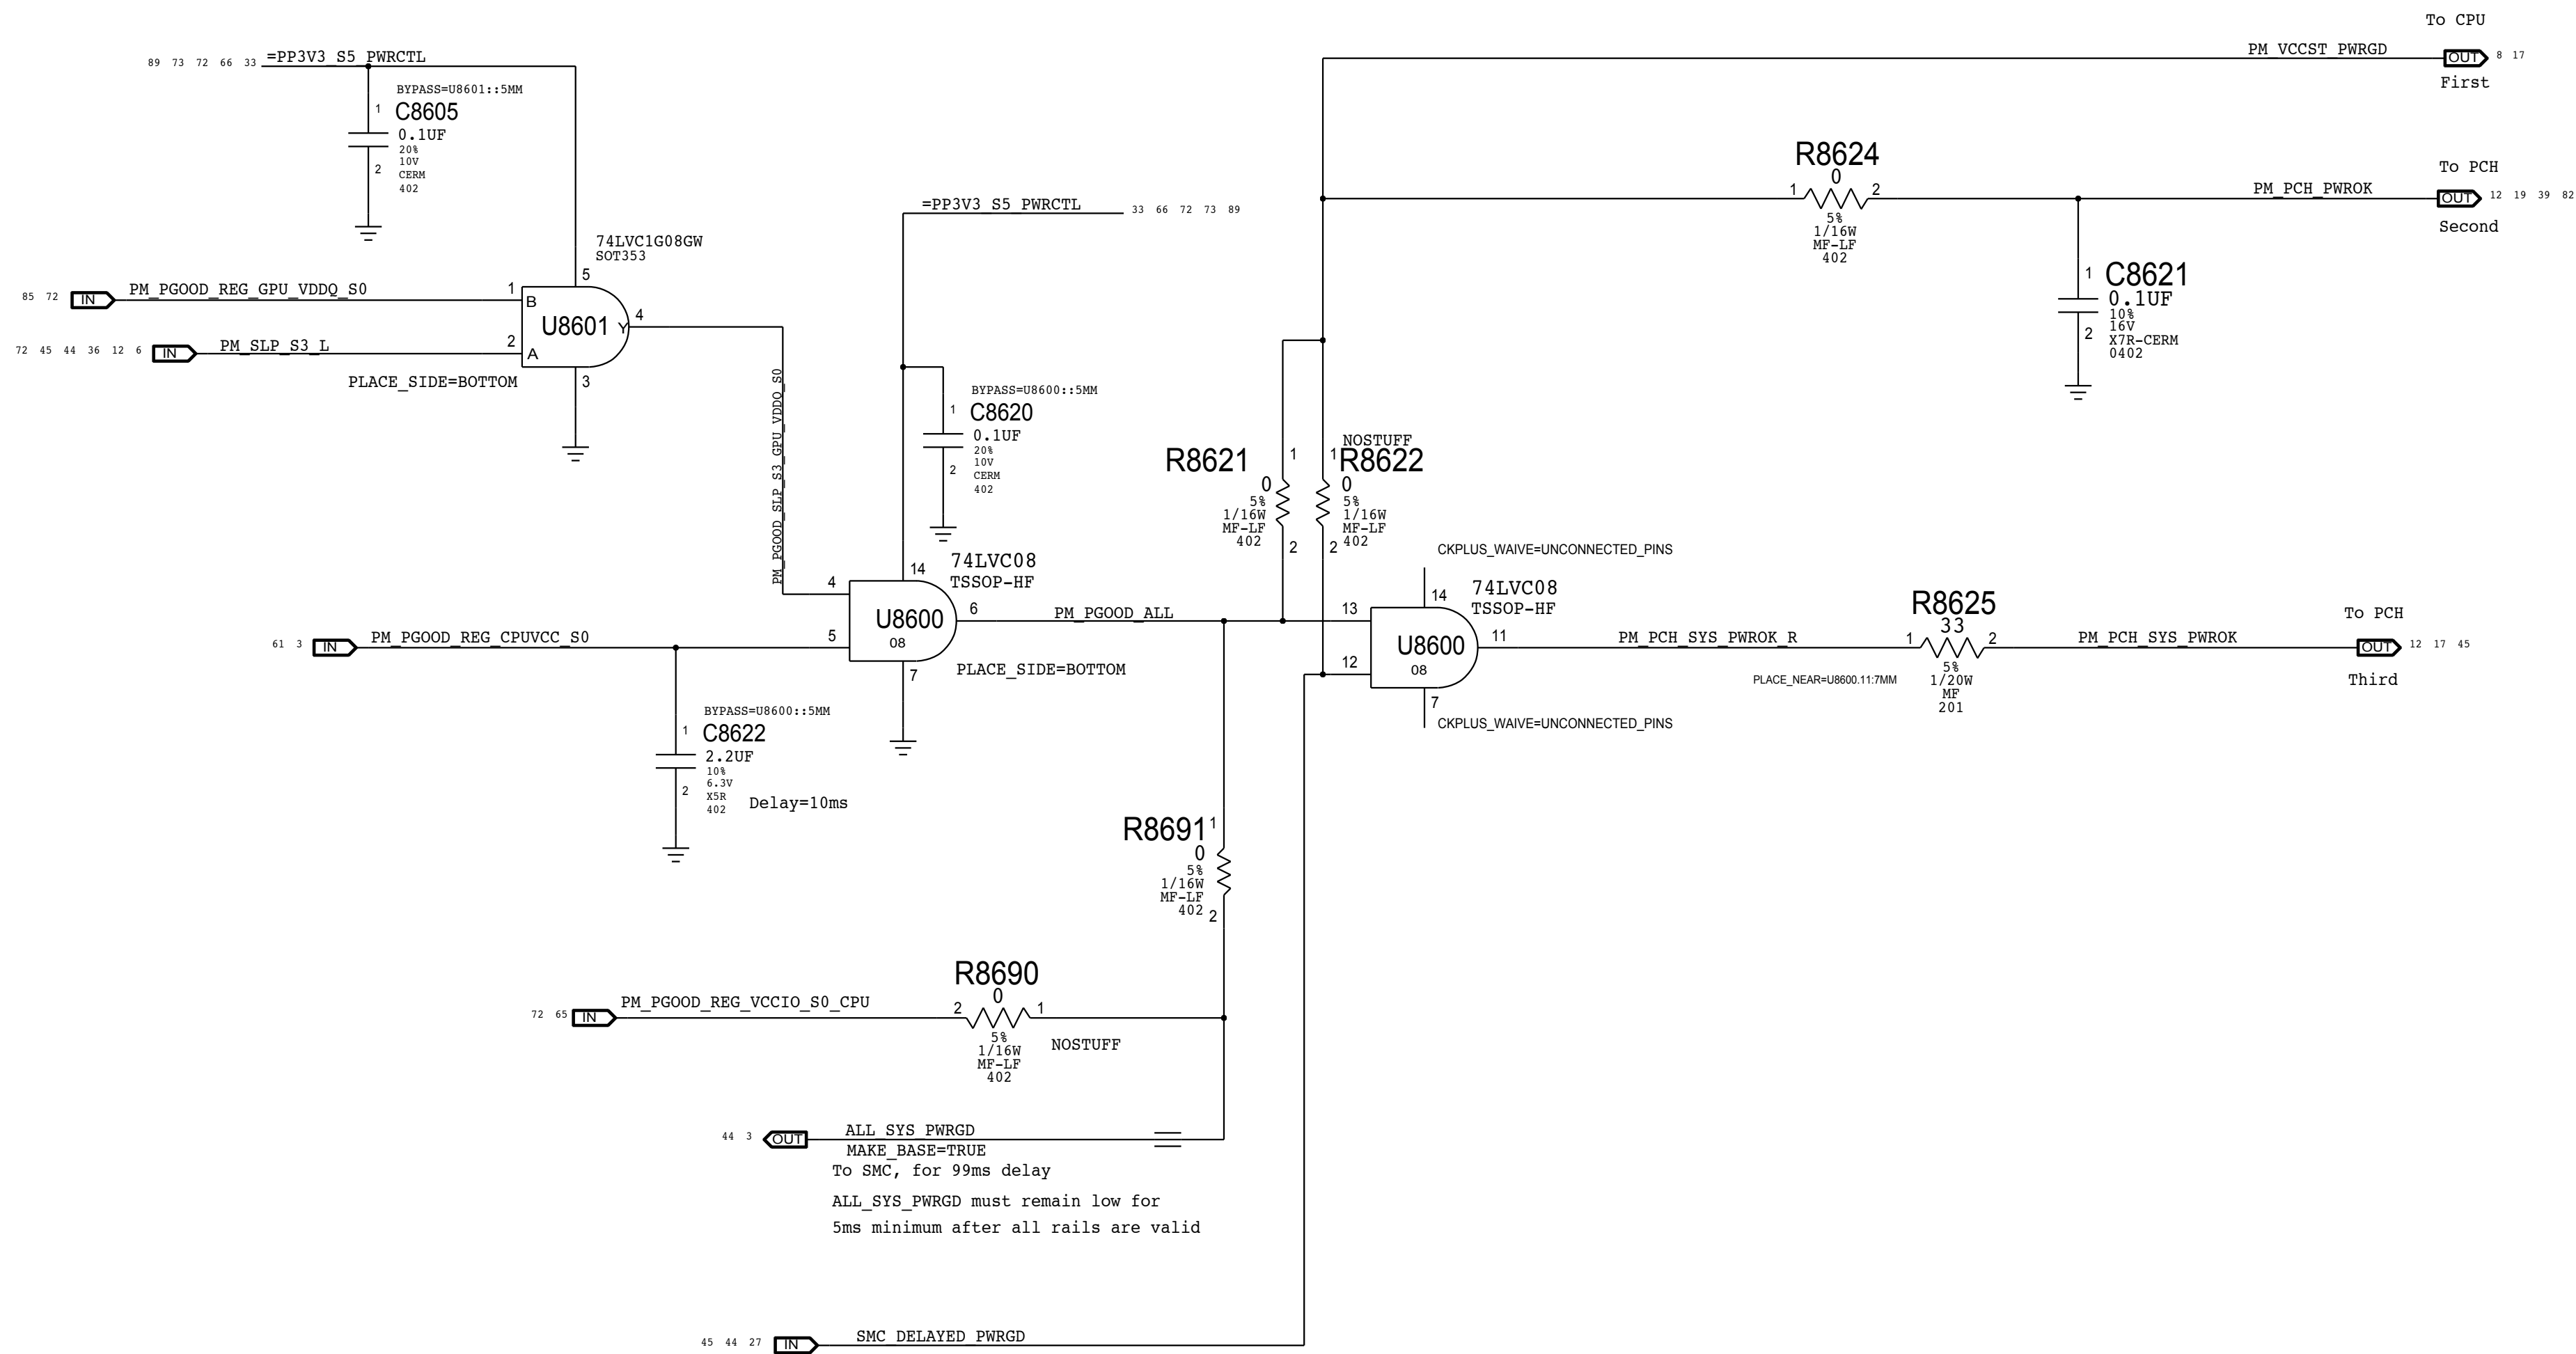 To CPU
89 73 72 66 33
=PP3V3_S5_PWRCTL
PM_VCCST_PWRGD
OUT
8 17
First
BYPASS=U8601::5MM
1
C8605
0.1UF
20%
10V
2
CERM
402
R8624
0
1
2
5%
1/16W
MF-LF
402
To PCH
PM_PCH_PWROK
OUT
12 19 39 82
Second
=PP3V3_S5_PWRCTL
33 66 72 73 89
74LVC1G08GW
SOT353
5
85 72
IN
PM_PGOOD_REG_GPU_VDDQ_S0
1
B
U8601
Y
4
72 45 44 36 12 6
IN
PM_SLP_S3_L
2
A
3
PLACE_SIDE=BOTTOM
1
C8621
0.1UF
10%
16V
2
X7R-CERM
0402
PM_PGOOD_SLP_S3_GPU_VDDQ_S0
BYPASS=U8600::5MM
1
C8620
0.1UF
20%
10V
2
CERM
402
R8621
1
0
5%
1/16W
MF-LF
402
2
NOSTUFF
1
R8622
0
5%
1/16W
MF-LF
2
402
74LVC08
TSSOP-HF
14
4
U8600
08
6
5
7
PM_PGOOD_ALL
PLACE_SIDE=BOTTOM
61 3
IN
PM_PGOOD_REG_CPUVCC_S0
CKPLUS_WAIVE=UNCONNECTED_PINS
74LVC08
TSSOP-HF
14
13
U8600
08
11
12
7
CKPLUS_WAIVE=UNCONNECTED_PINS
PM_PCH_SYS_PWROK_R
R8625
33
1
2
5%
1/20W
MF
201
PLACE_NEAR=U8600.11:7MM
To PCH
PM_PCH_SYS_PWROK
OUT
12 17 45
Third
BYPASS=U8600::5MM
1
C8622
2.2UF
10%
6.3V
2
X5R
402
Delay=10ms
R8691
1
0
5%
1/16W
MF-LF
402
2
R8690
0
72 65
IN
PM_PGOOD_REG_VCCIO_S0_CPU
2
1
5%
1/16W
MF-LF
402
NOSTUFF
44 3
OUT
ALL_SYS_PWRGD
MAKE_BASE=TRUE
To SMC, for 99ms delay
ALL_SYS_PWRGD must remain low for
5ms minimum after all rails are valid
45 44 27
IN
SMC_DELAYED_PWRGD